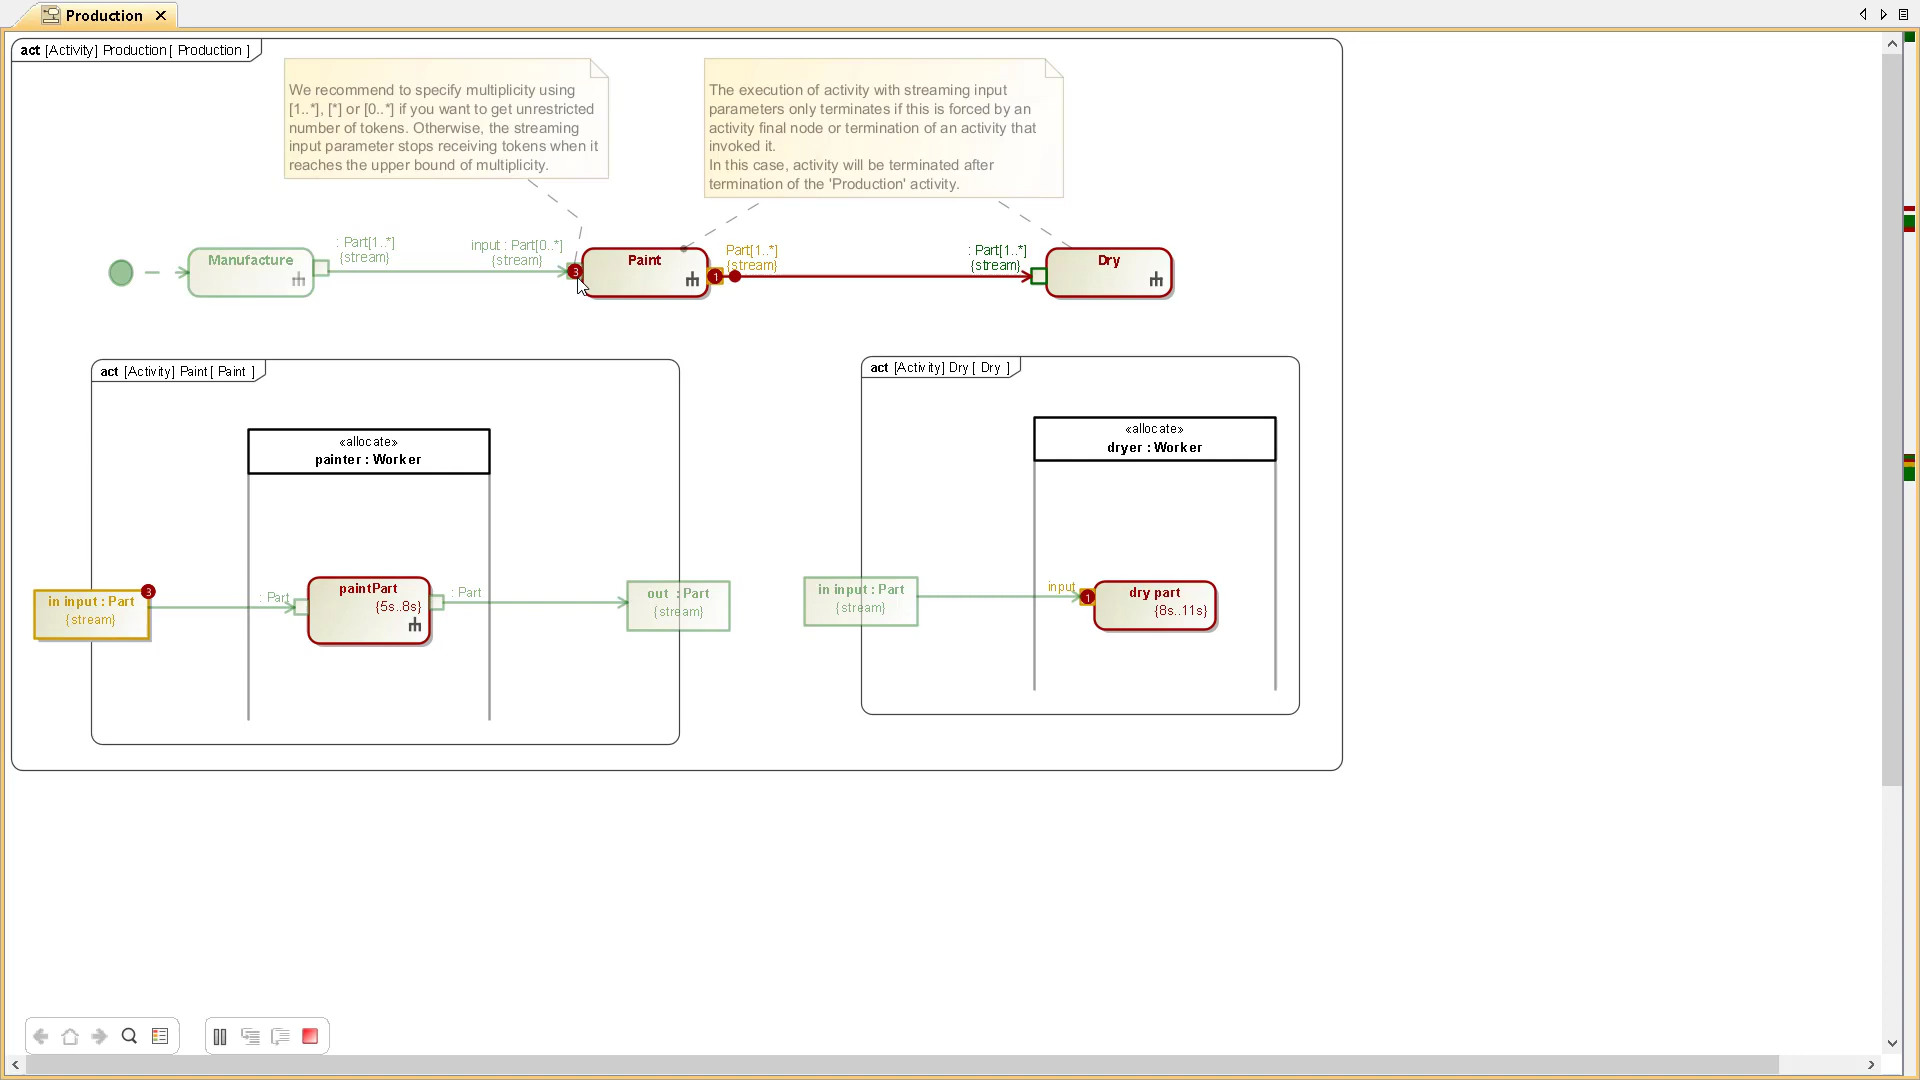 Production
act [Activity] Production[ Production ]
We recommend to specify multiplicity using
[1..*], [*] or [0..*] if you want to get unrestricted
number of tokens. Otherwise, the streaming
input parameter stops receiving tokens when it
reaches the upper bound of multiplicity.
The execution of activity with streaming input
parameters only terminates if this is forced by an
activity final node or termination of an activity that
invoked it.
In this case, activity will be terminated after
termination of the 'Production' activity.
Manufacture
: Part[1..*]
{stream}
input : Part[0..*]
{stream}
3
Paint
1
Part[1..*]
{stream}
: Part[1..*]
{stream}
Dry
act [Activity] Paint[ Paint ]
«allocate»
painter : Worker
in input : Part
{stream}
3
: Part
paintPart
{5s..8s}
: Part
out : Part
{stream}
act [Activity] Dry [ Dry ]
«allocate»
dryer : Worker
in input : Part
{stream}
input
1
dry part
{8s..11s}